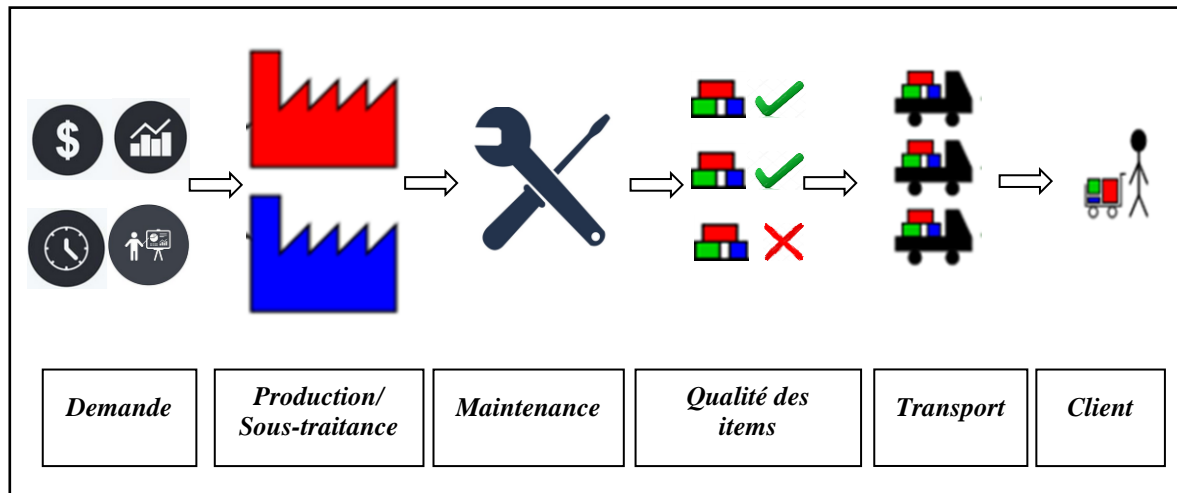 $
Demande
Production/
Sous-traitance
Maintenance
Qualité des
items
Transport
Client